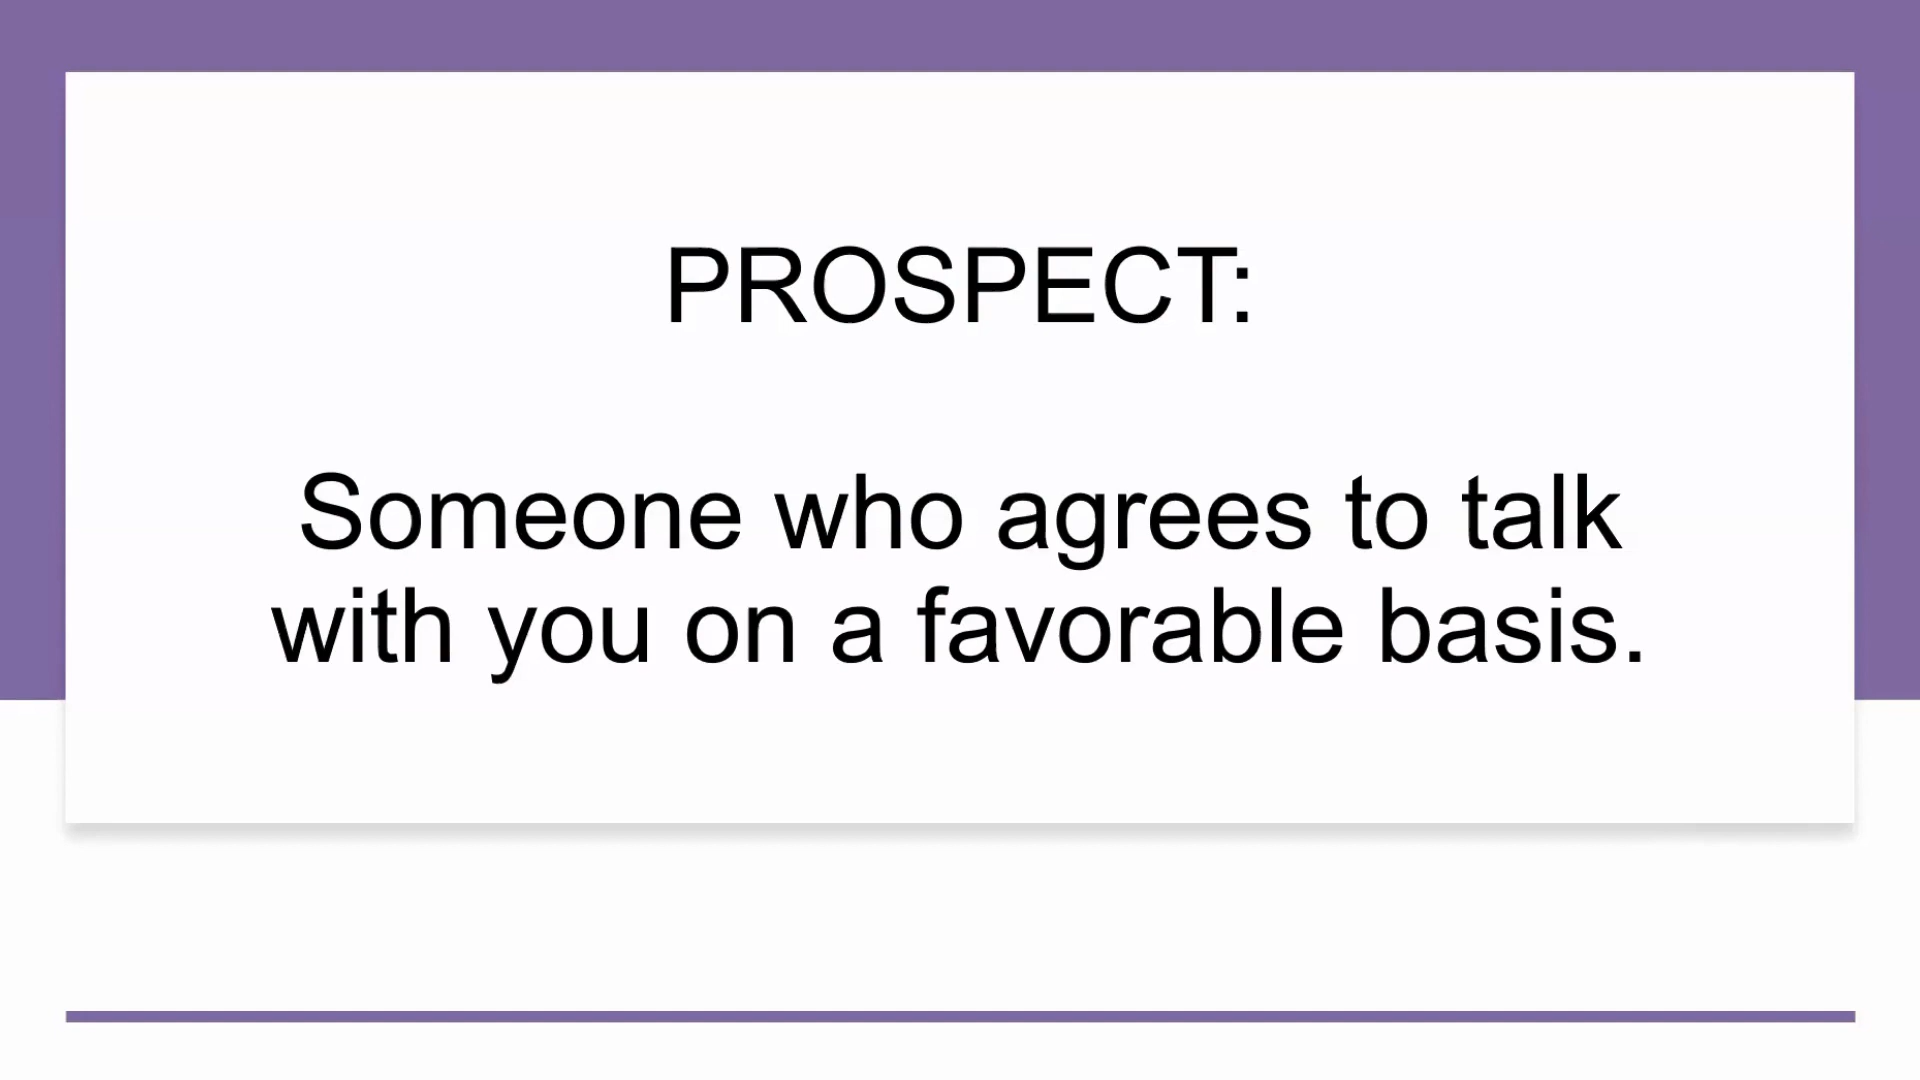 PROSPECT:
Someone who agrees to talk
with you on a favorable basis.